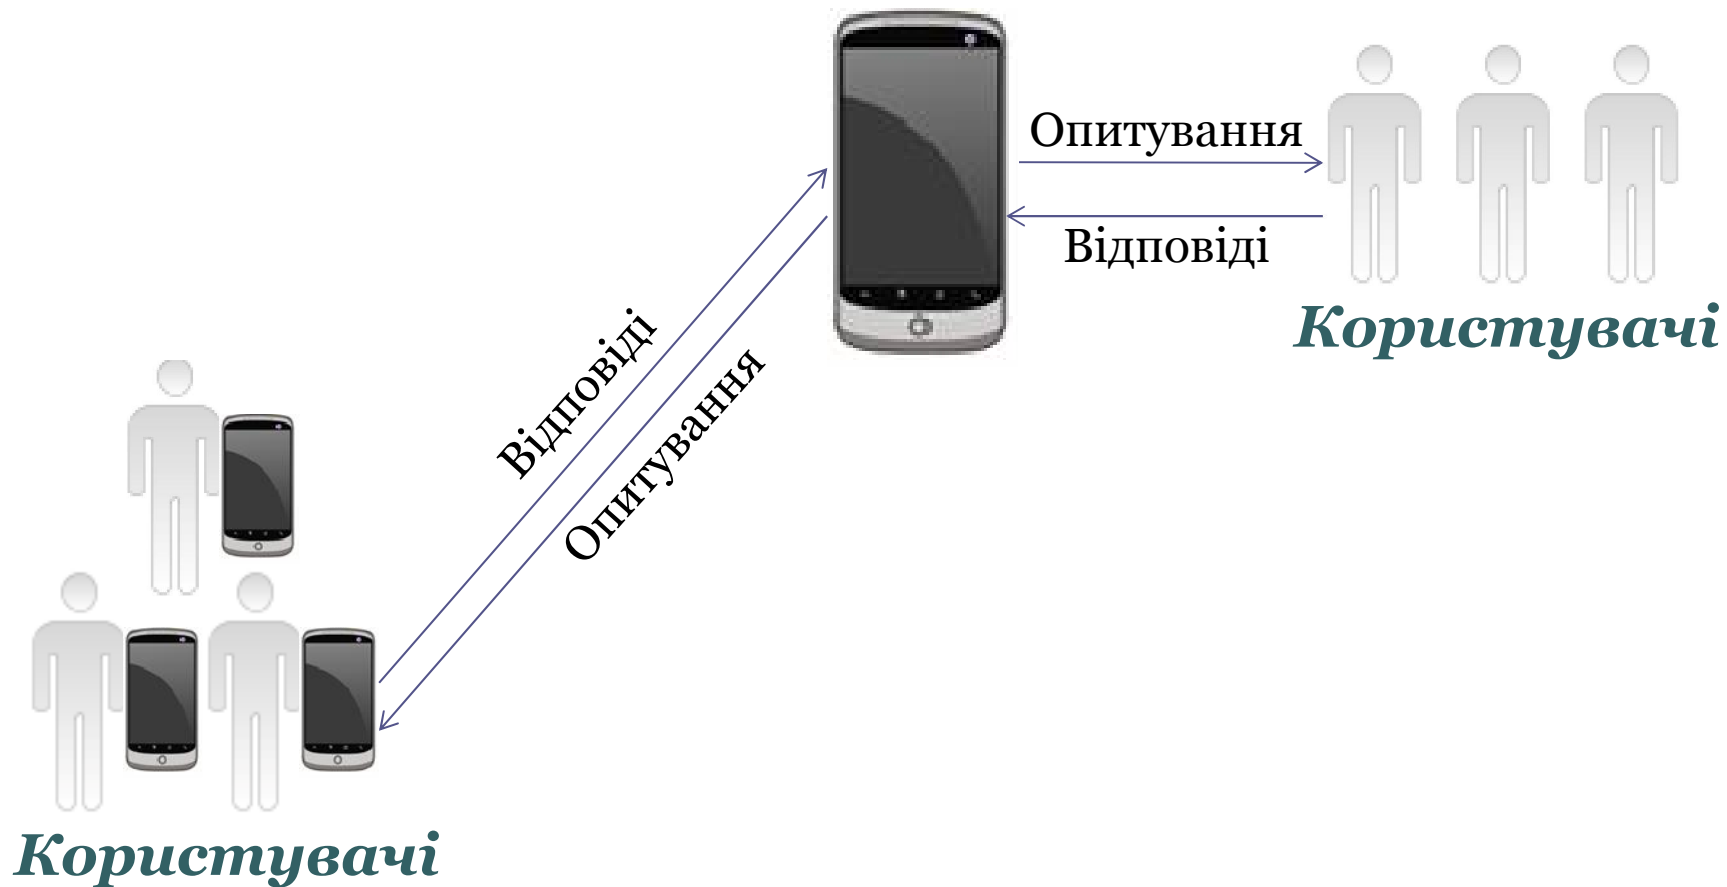 Опитування
Відповіді
Користувачі
Відповіді
Опитування
Користувачі